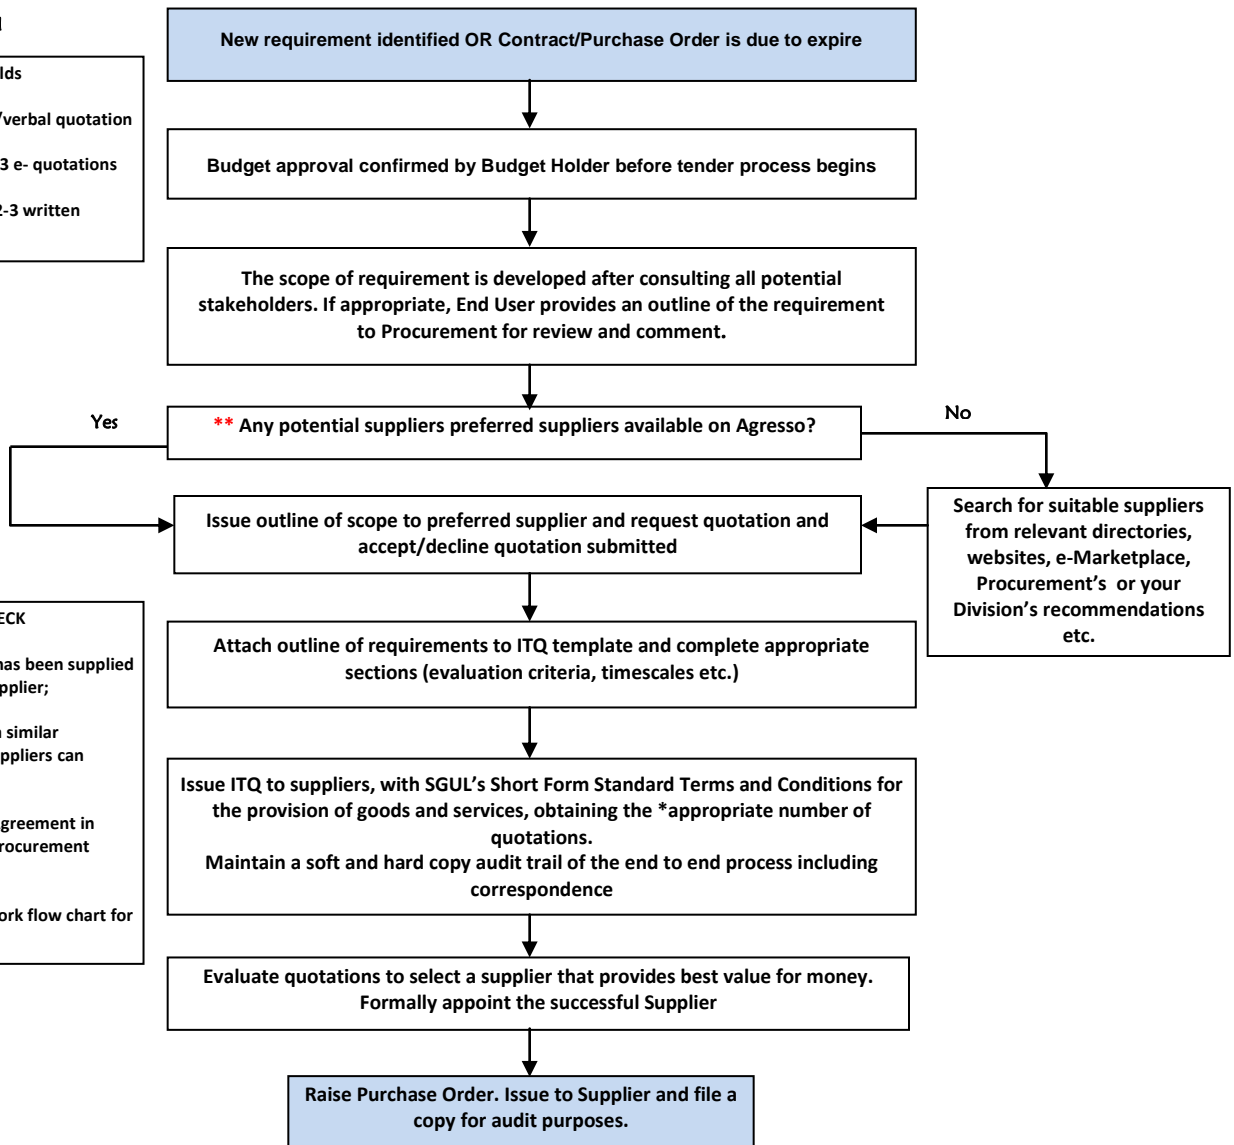 New requirement identified OR Contract/Purchase Order is due to expire
/verbal quotation
3 e- quotations
2-3 written
Budget approval confirmed by Budget Holder before tender process begins
The scope of requirement is developed after consulting all potential
stakeholders. If appropriate, End User provides an outline of the requirement
to Procurement for review and comment.
Yes
** Any potential suppliers preferred suppliers available on Agresso?
No
Issue outline of scope to preferred supplier and request quotation and
accept/decline quotation submitted
Search for suitable suppliers
from relevant directories,
websites, e-Marketplace,
Procurement's or your
Division's recommendations
etc.
has been supplied
similar
can
in
ork flow chart for
Attach outline of requirements to ITQ template and complete appropriate
sections (evaluation criteria, timescales etc.)
Issue ITQ to suppliers, with SGUL's Short Form Standard Terms and Conditions for
the provision of goods and services, obtaining the *appropriate number of
quotations.
Maintain a soft and hard copy audit trail of the end to end process including
correspondence
Evaluate quotations to select a supplier that provides best value for money.
Formally appoint the successful Supplier
Raise Purchase Order. Issue to Supplier and file a
copy for audit purposes.